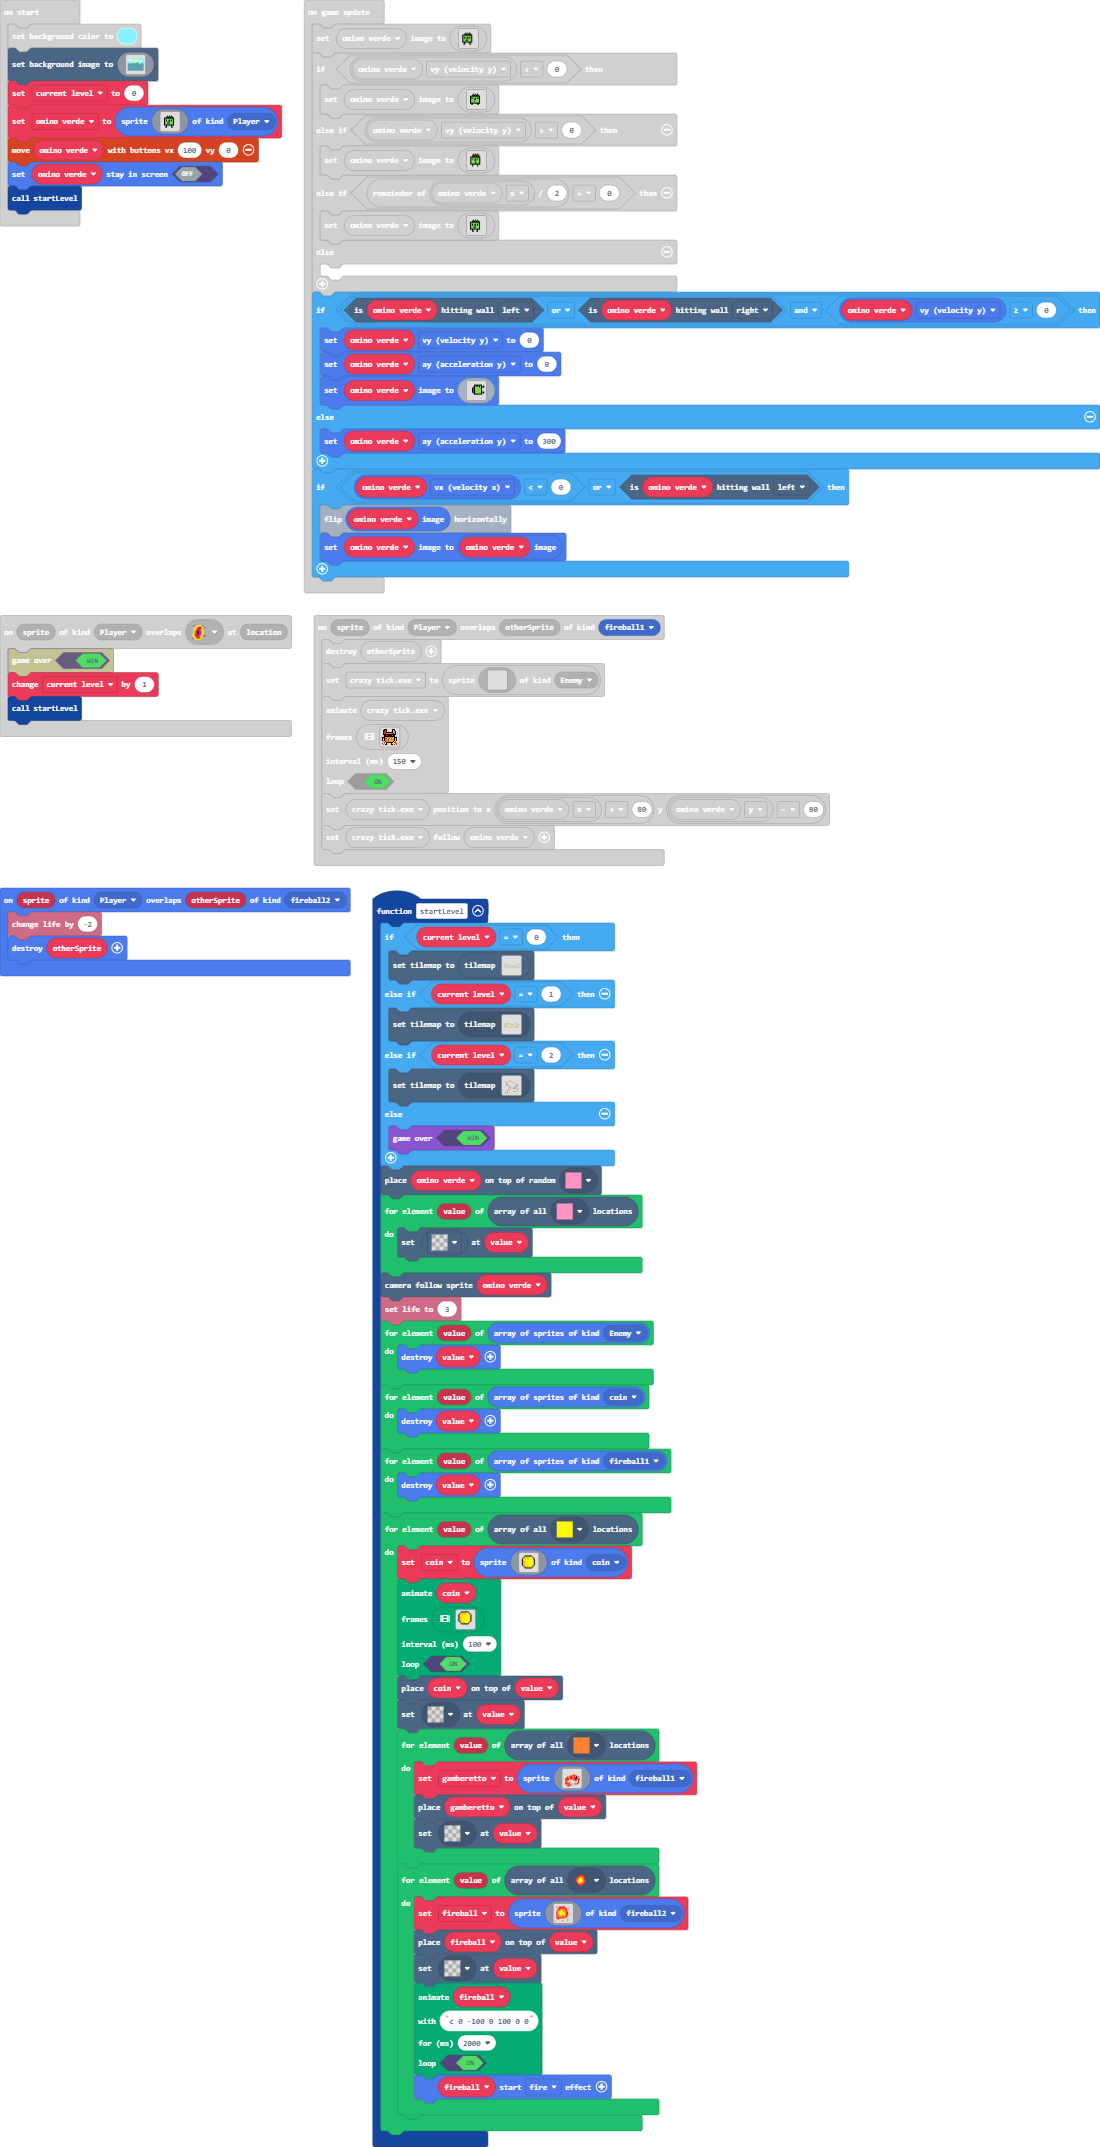 on start
set background color to
set background image to
set current level to 0
set omino verde to sprite of kind Player
move omino verde with buttons vx 100 vy 0
set omino verde stay in screen OFF
call startLevel
on game update
set omino verde image to
if omino verde vy (velocity y) < 0 then
set omino verde image to
else if omino verde vy (velocity y) > 0 then
set omino verde image to
else if remainder of omino verde x / 2 = 0 then
set omino verde image to
else
if is omino verde hitting wall left or is omino verde hitting wall right and omino verde vy (velocity y) ≥ 0 then
set omino verde vy (velocity y) to 0
set omino verde ay (acceleration y) to 0
set omino verde image to
else
set omino verde ay (acceleration y) to 300
if omino verde vx (velocity x) < 0 or is omino verde hitting wall left then
flip omino verde image horizontally
set omino verde image to omino verde image
on sprite of kind Player overlaps at location
game over WIN
change current level by 1
call startLevel
on sprite of kind Player overlaps otherSprite of kind fireball1
destroy otherSprite
set crazy tick.exe to sprite of kind Enemy
animate crazy tick.exe
frames
interval (ms) 150
loop ON
set crazy tick.exe position to x omino verde x + 80 y omino verde y - 80
set crazy tick.exe follow omino verde
on sprite of kind Player overlaps otherSprite of kind fireball2
change life by -2
destroy otherSprite
function startLevel
if current level = 0 then
set tilemap to tilemap
else if current level = 1 then
set tilemap to tilemap
else if current level = 2 then
set tilemap to tilemap
else
game over WIN
place omino verde on top of random
for element value of array of all locations
do
set at value
camera follow sprite omino verde
set life to 3
for element value of array of sprites of kind Enemy
do
destroy value
for element value of array of sprites of kind coin
do
destroy value
for element value of array of sprites of kind fireball1
do
destroy value
for element value of array of all locations
do
set coin to sprite of kind coin
animate coin
frames
interval (ms) 100
loop ON
place coin on top of value
set at value
for element value of array of all locations
do
set gamberetto to sprite of kind fireball1
place gamberetto on top of value
set at value
for element value of array of all locations
do
set fireball to sprite of kind fireball2
place fireball on top of value
set at value
animate fireball
with "c 0 -100 0 100 0 0"
for (ms) 2000
loop ON
fireball start fire effect